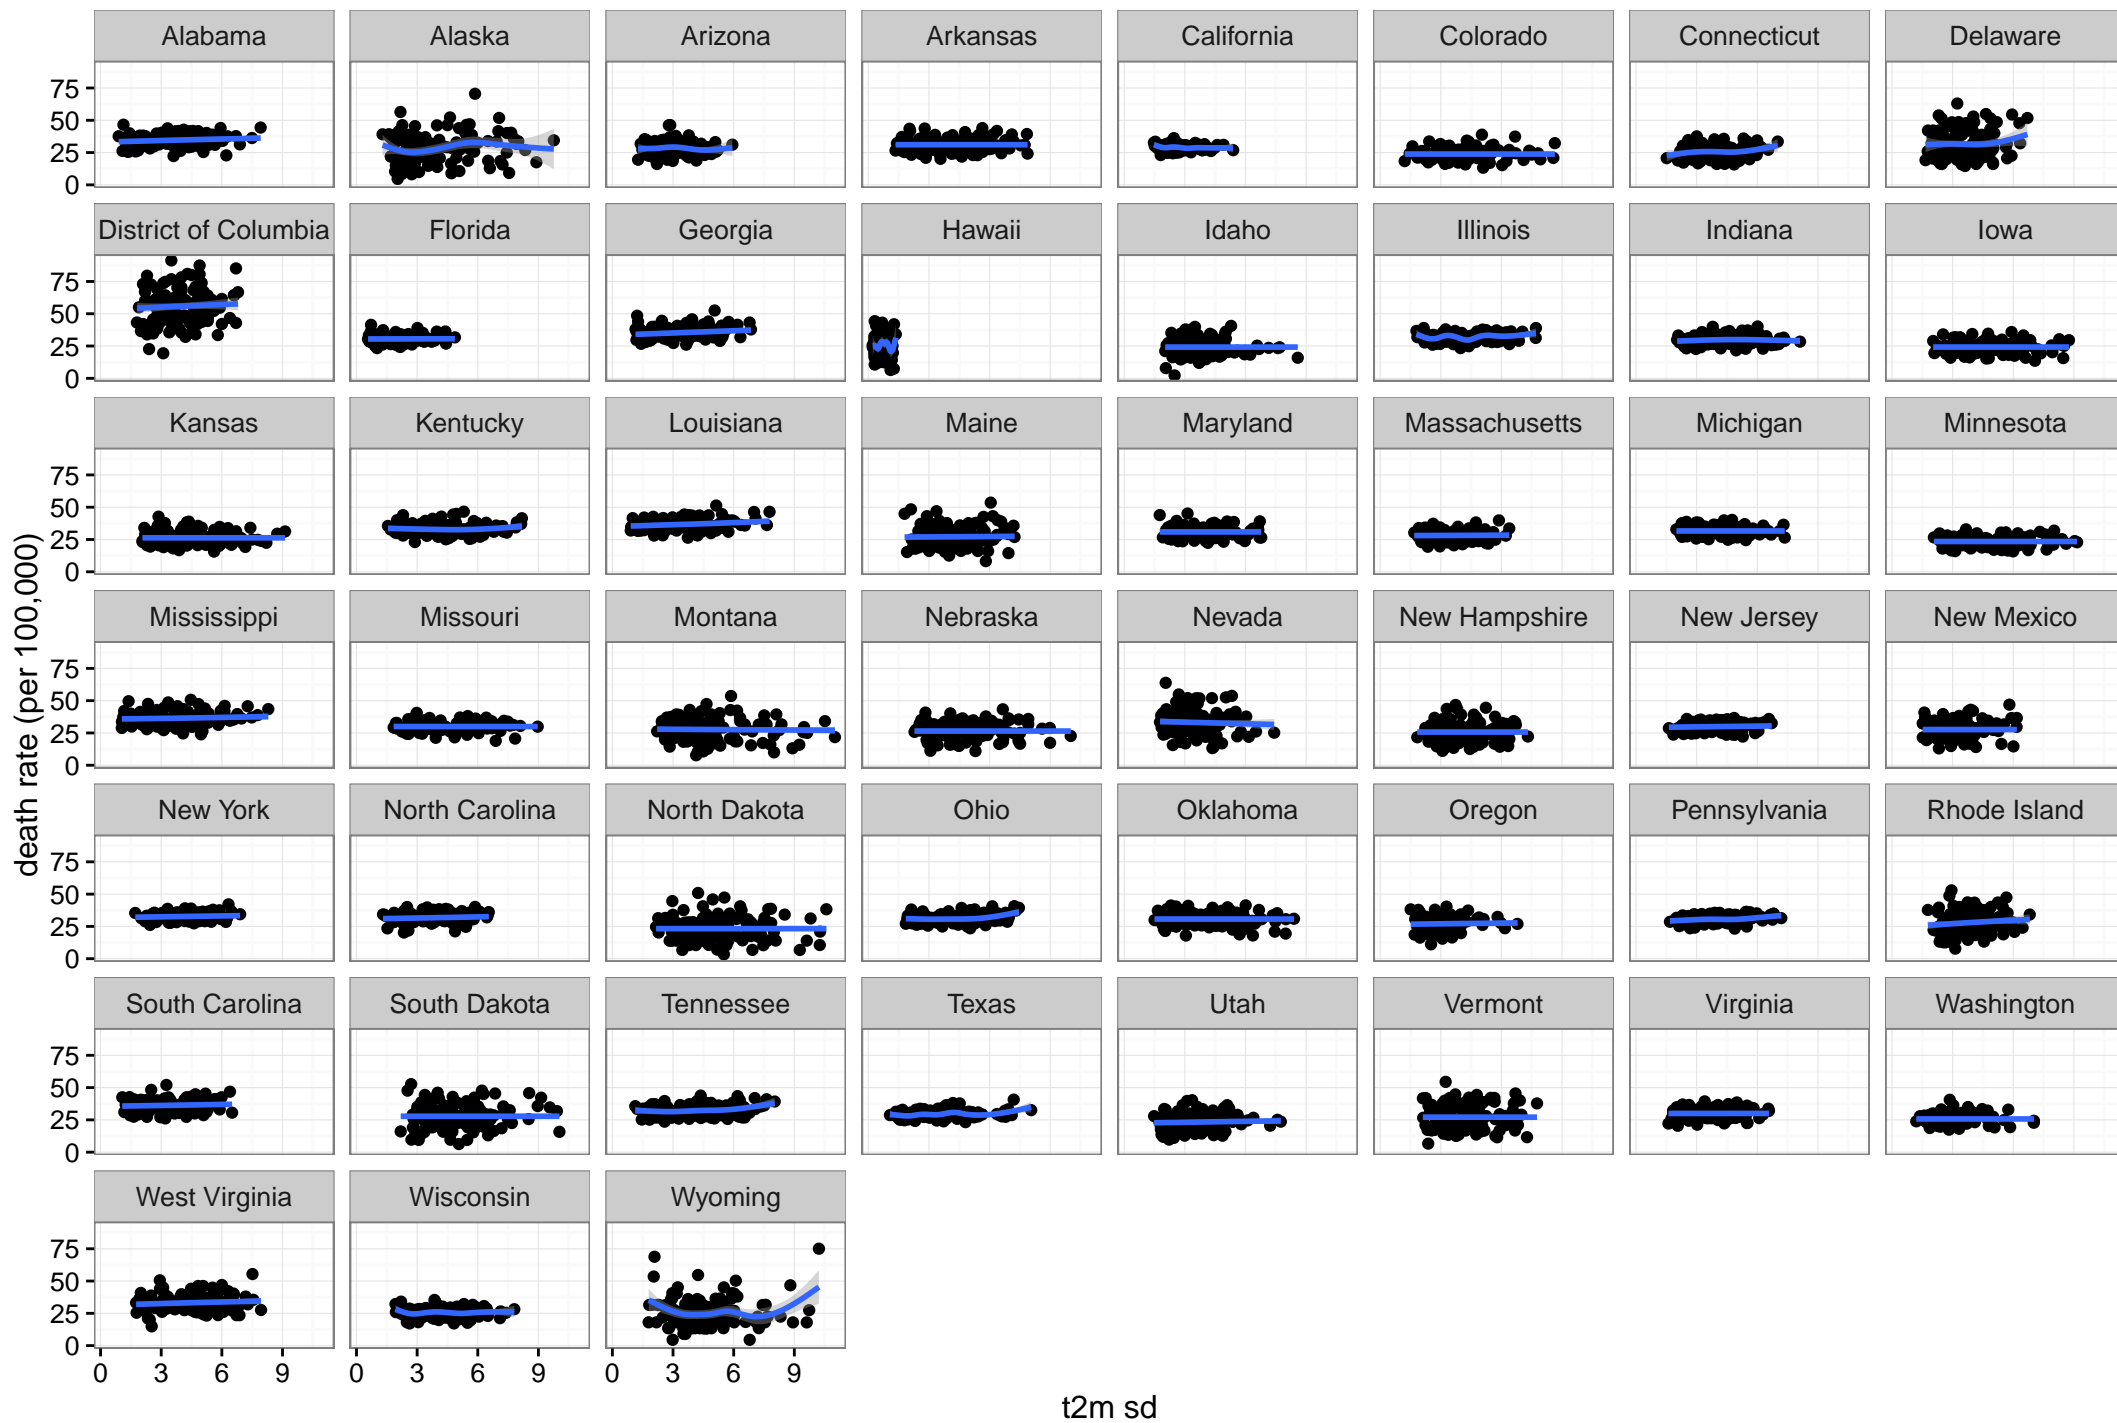 Alabama Alaska Arizona Arkansas California Colorado Connecticut Delaware
75
50
25
0
District of Columbia Florida Georgia Hawaii Idaho Illinois Indiana Iowa
75
50
25
0
Kansas Kentucky Louisiana Maine Maryland Massachusetts Michigan Minnesota
75
50
25
0
Mississippi Missouri Montana Nebraska Nevada New Hampshire New Jersey New Mexico
75
50
25
0
New York North Carolina North Dakota Ohio Oklahoma Oregon Pennsylvania Rhode Island
75
50
25
0
South Carolina South Dakota Tennessee Texas Utah Vermont Virginia Washington
75
50
25
0
West Virginia Wisconsin Wyoming
75
50
25
0
0 3 6 9 0 3 6 9 0 3 6 9
t2m sd
death rate (per 100,000)